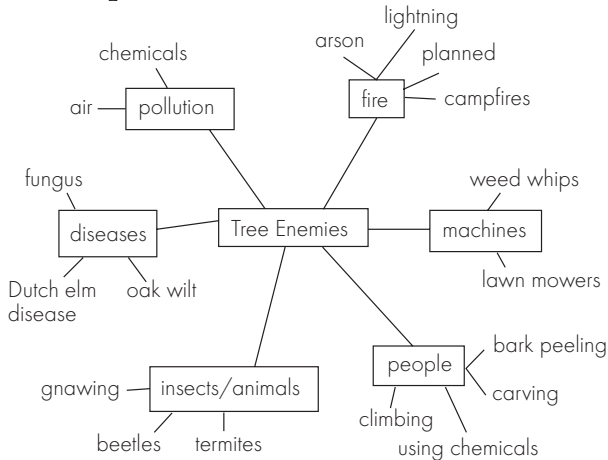 lightning
arson
chemicals
planned
air
pollution
fire
campfires
fungus
weed whips
Tree Enemies
diseases
machines
Dutch elm
disease
oak wilt
lawn mowers
bark peeling
people
gnawing
insects/animals
carving
climbing
beetles
termites
using chemicals